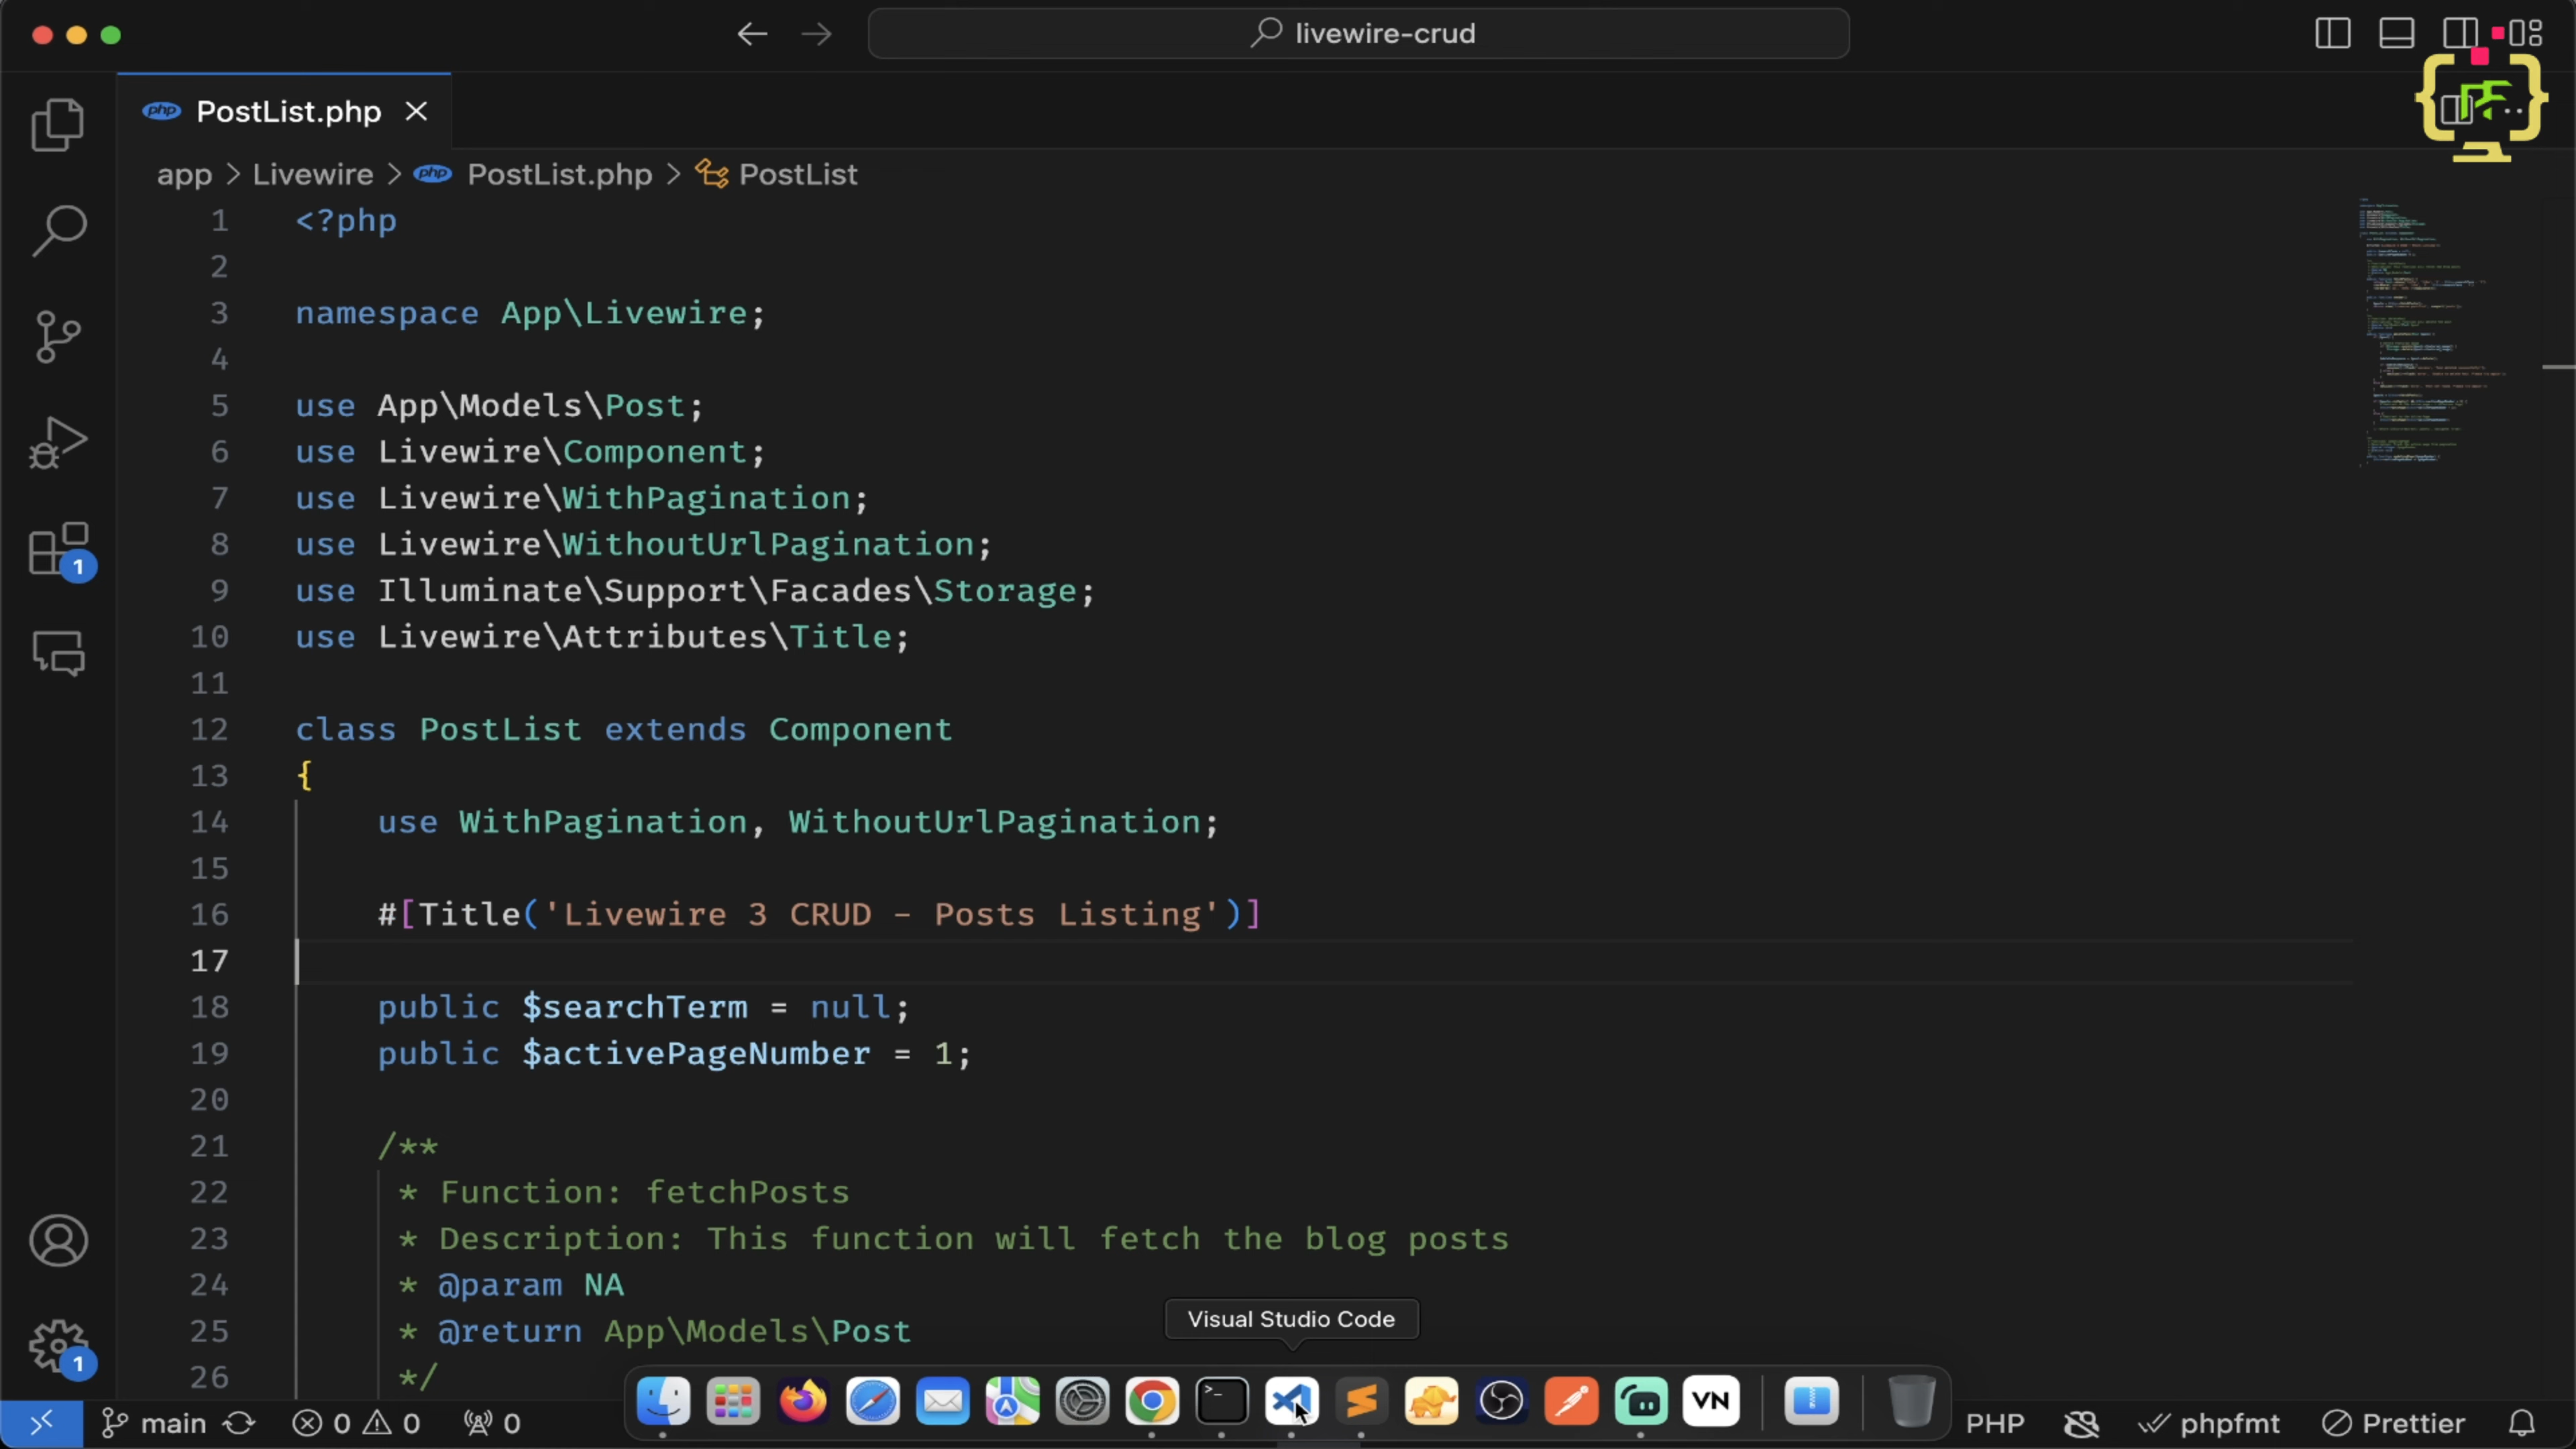 livewire-crud
PostList.php
app > Livewire > PostList.php > PostList
1 <?php
2
3 namespace App\Livewire;
4
5 use App\Models\Post;
6 use Livewire\Component;
7 use Livewire\WithPagination;
8 use Livewire\WithoutUrlPagination;
9 use Illuminate\Support\Facades\Storage;
10 use Livewire\Attributes\Title;
11
12 class PostList extends Component
13 {
14 use WithPagination, WithoutUrlPagination;
15
16 #[Title('Livewire 3 CRUD - Posts Listing')]
17
18 public $searchTerm = null;
19 public $activePageNumber = 1;
20
21 /**
22 * Function: fetchPosts
23 * Description: This function will fetch the blog posts
24 * @param NA
25 * @return App\Models\Post
26 */
1
1
Visual Studio Code
VN
main 0 0 0 PHP phpfmt Prettier